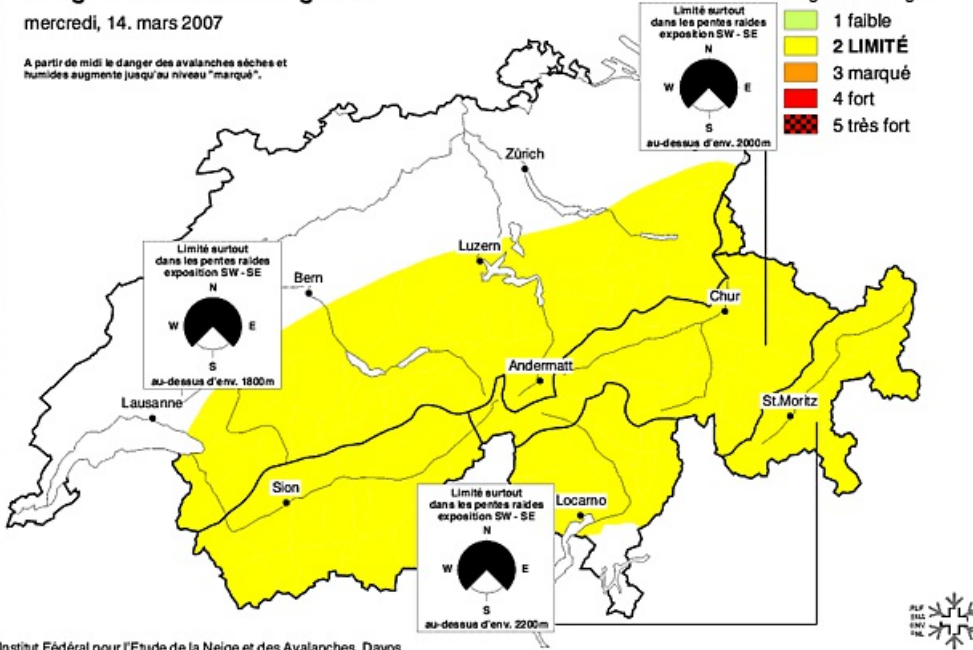 mercredi, 14. mars 2007
A partir de midi le danger des avalanches sèches et
humides augmente jusqu'au niveau "marqué".
Limité surtout
dans les pentes raides
exposition SW - SE
N
W E
S
au-dessus d'env. 2000m
1 faible
2 LIMITÉ
3 marqué
4 fort
5 très fort
Zürich
Limité surtout
dans les pentes raides
exposition SW - SE
N
W E
S
au-dessus d'env. 1800m
Luzern
Bern
Chur
Andermatt
Lausanne
St.Moritz
Sion
Limité surtout
dans les pentes raides
exposition SW - SE
N
W E
S
au-dessus d'env. 2200m
Locarno
SLF
ENA
SNL
Institut Fédéral pour l'Etude de la Neige et des Avalanches, Davos